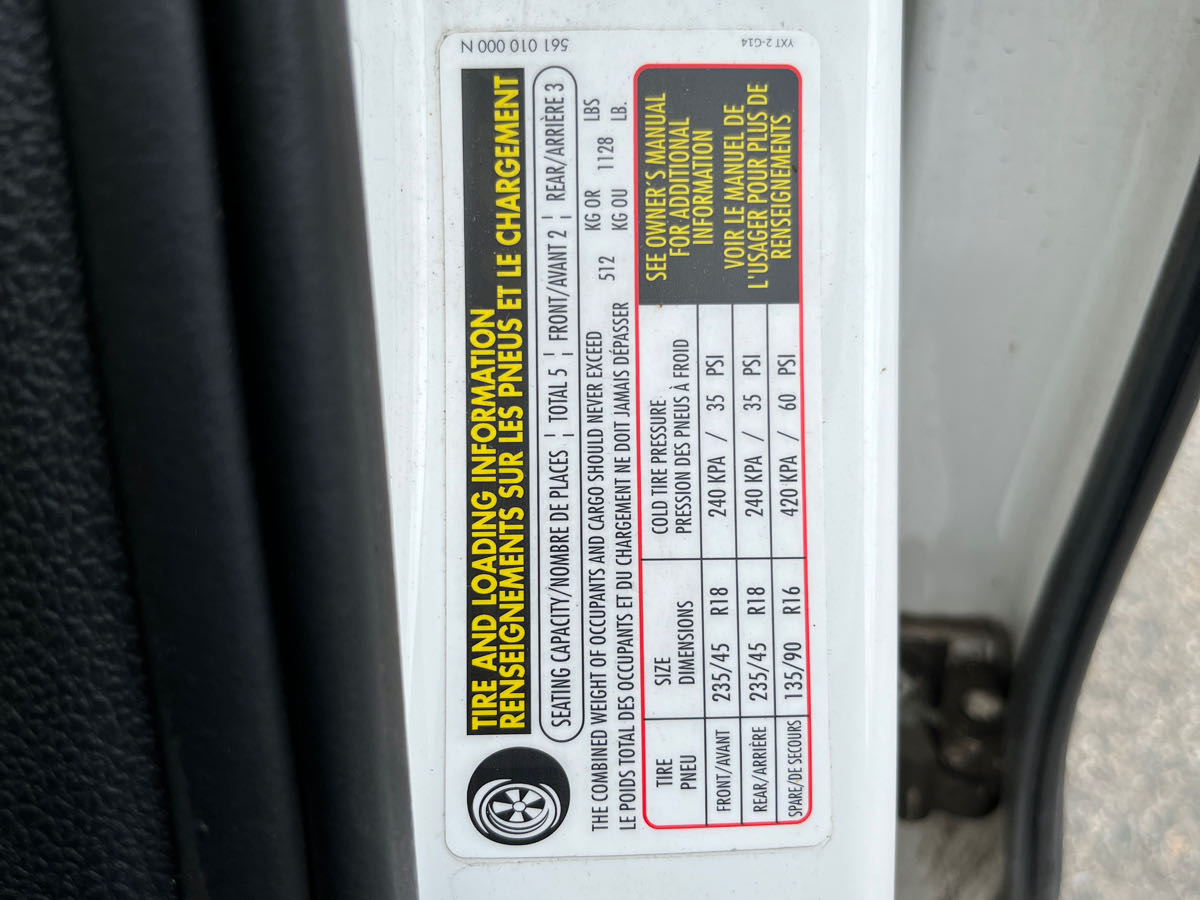 561 010 000 N
YXT 2-G14
TIRE AND LOADING INFORMATION
RENSEIGNEMENTS SUR LES PNEUS ET LE CHARGEMENT
SEATING CAPACITY/NOMBRE DE PLACES ¦ TOTAL 5 ¦ FRONT/AVANT 2 ¦ REAR/ARRIÈRE 3
THE COMBINED WEIGHT OF OCCUPANTS AND CARGO SHOULD NEVER EXCEED 512 KG OR 1128 LBS
LE POIDS TOTAL DES OCCUPANTS ET DU CHARGEMENT NE DOIT JAMAIS DÉPASSER KG OU LB.
TIRE
PNEU
SIZE
DIMENSIONS
COLD TIRE PRESSURE
PRESSION DES PNEUS À FROID
FRONT/AVANT 235/45 R18 240 KPA / 35 PSI
REAR/ARRIÈRE 235/45 R18 240 KPA / 35 PSI
SPARE/DE SECOURS 135/90 R16 420 KPA / 60 PSI
SEE OWNER'S MANUAL
FOR ADDITIONAL
INFORMATION
VOIR LE MANUEL DE
L'USAGER POUR PLUS DE
RENSEIGNEMENTS